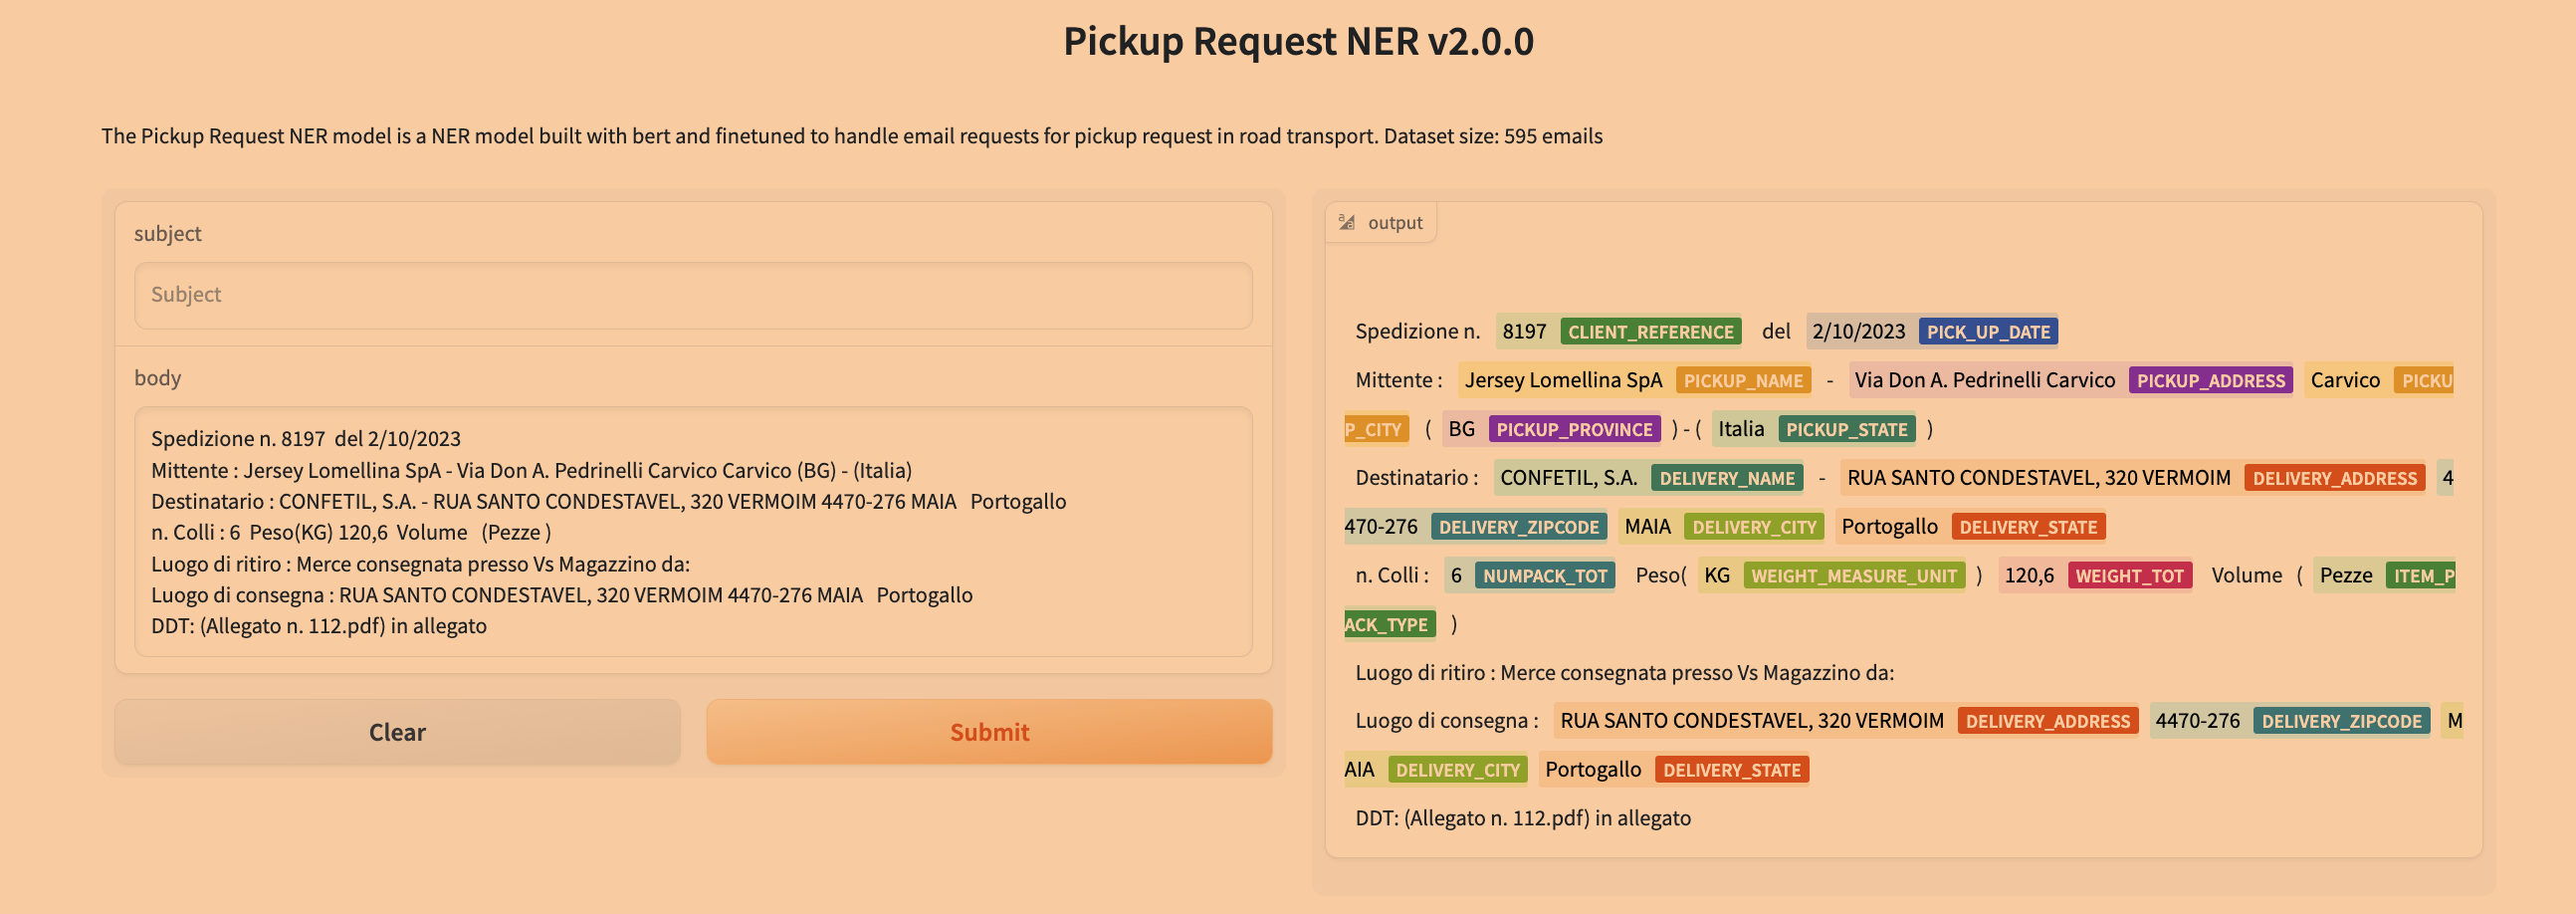 Pickup Request NER v2.0.0
The Pickup Request NER model is a NER model built with bert and finetuned to handle email requests for pickup request in road transport. Dataset size: 595 emails
subject
Subject
body
Spedizione n. 8197  del 2/10/2023
Mittente : Jersey Lomellina SpA - Via Don A. Pedrinelli Carvico Carvico (BG) - (Italia)
Destinatario : CONFETIL, S.A. - RUA SANTO CONDESTAVEL, 320 VERMOIM 4470-276 MAIA   Portogallo
n. Colli : 6  Peso(KG) 120,6  Volume   (Pezze )
Luogo di ritiro : Merce consegnata presso Vs Magazzino da:
Luogo di consegna : RUA SANTO CONDESTAVEL, 320 VERMOIM 4470-276 MAIA   Portogallo
DDT: (Allegato n. 112.pdf) in allegato
Clear
Submit
output
Spedizione n. 8197 CLIENT_REFERENCE del 2/10/2023 PICK_UP_DATE
Mittente : Jersey Lomellina SpA PICKUP_NAME - Via Don A. Pedrinelli Carvico PICKUP_ADDRESS Carvico PICKU
P_CITY ( BG PICKUP_PROVINCE ) - ( Italia PICKUP_STATE )
Destinatario : CONFETIL, S.A. DELIVERY_NAME - RUA SANTO CONDESTAVEL, 320 VERMOIM DELIVERY_ADDRESS 4
470-276 DELIVERY_ZIPCODE MAIA DELIVERY_CITY Portogallo DELIVERY_STATE
n. Colli : 6 NUMPACK_TOT Peso( KG WEIGHT_MEASURE_UNIT ) 120,6 WEIGHT_TOT Volume ( Pezze ITEM_P
ACK_TYPE )
Luogo di ritiro : Merce consegnata presso Vs Magazzino da:
Luogo di consegna : RUA SANTO CONDESTAVEL, 320 VERMOIM DELIVERY_ADDRESS 4470-276 DELIVERY_ZIPCODE M
AIA DELIVERY_CITY Portogallo DELIVERY_STATE
DDT: (Allegato n. 112.pdf) in allegato